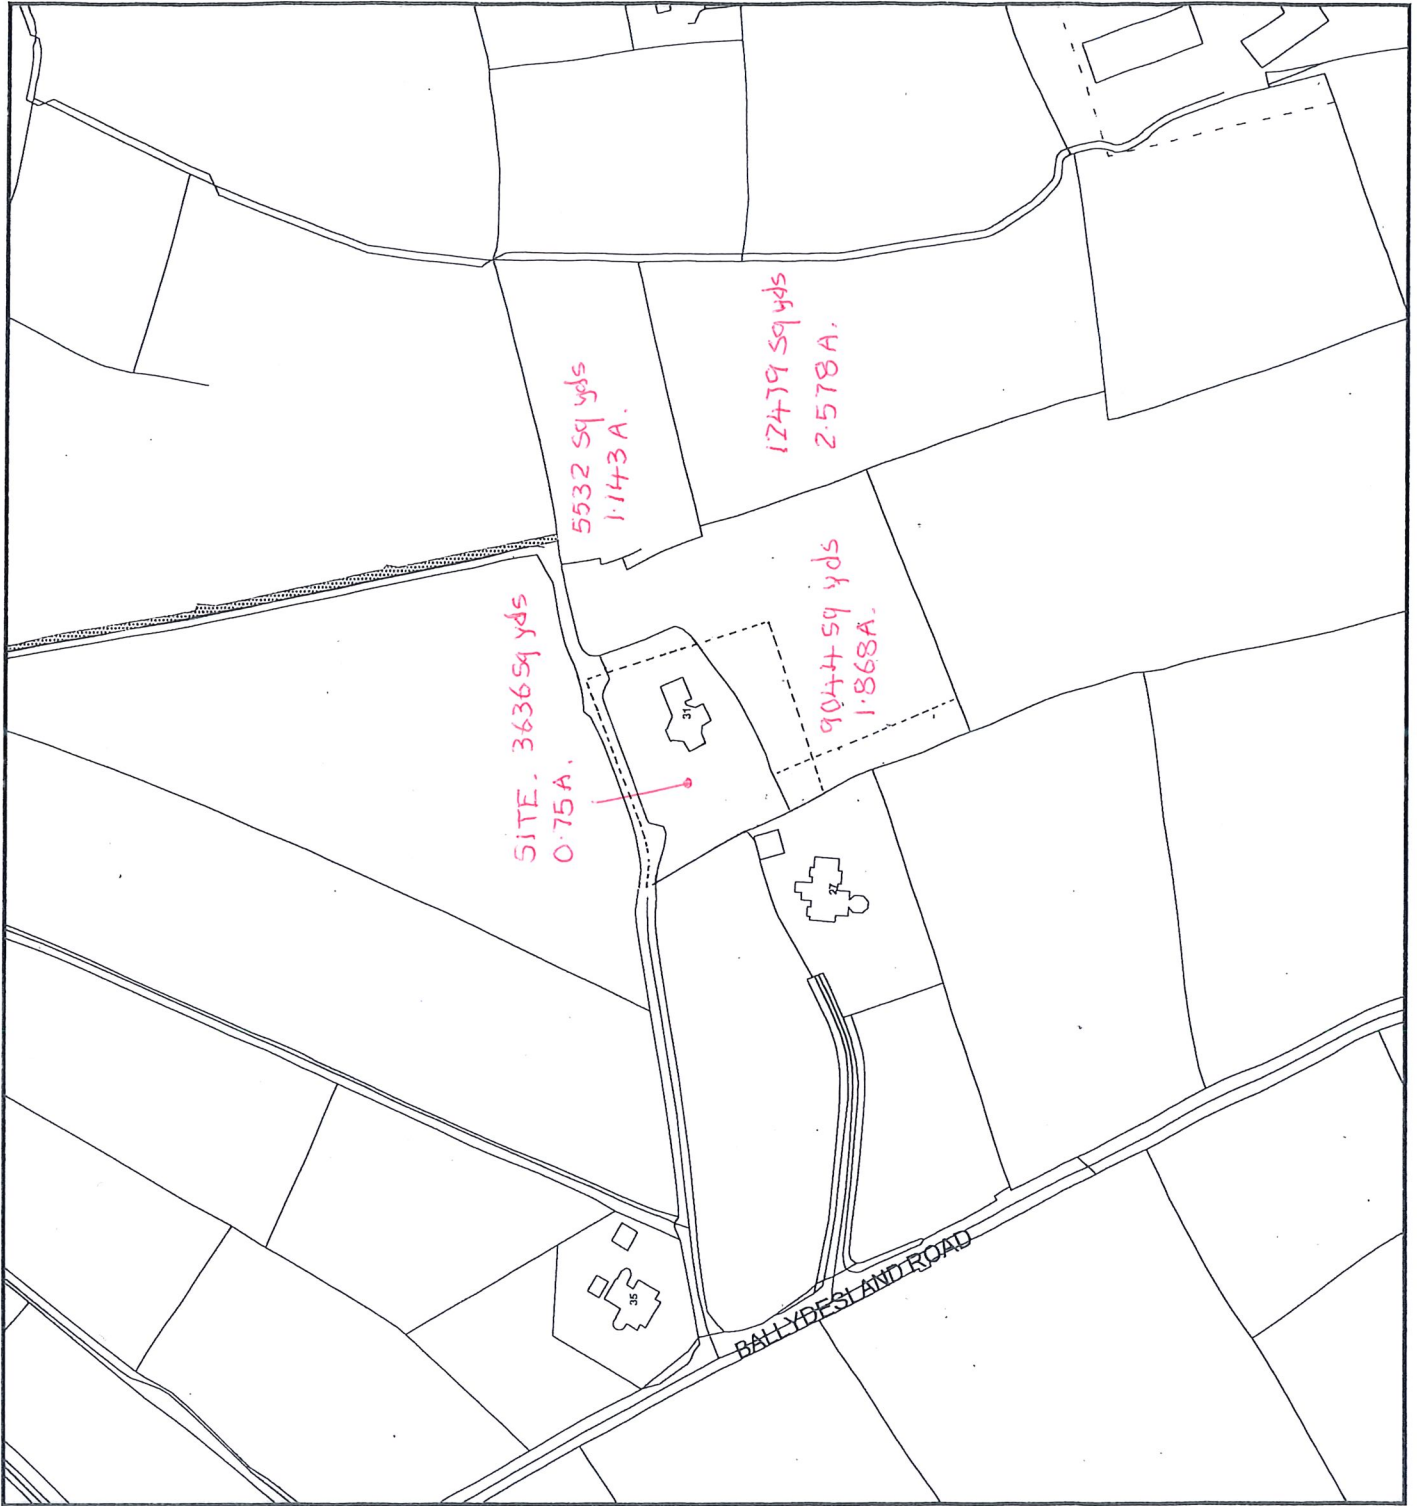 SITE. 3636 Sq yds
0.75A.
5532 Sq yds
1.143A.
12479 Sq yds
2.578A.
9044 sq yds
1.868A.
31
27
35
BALLYDESLAND ROAD